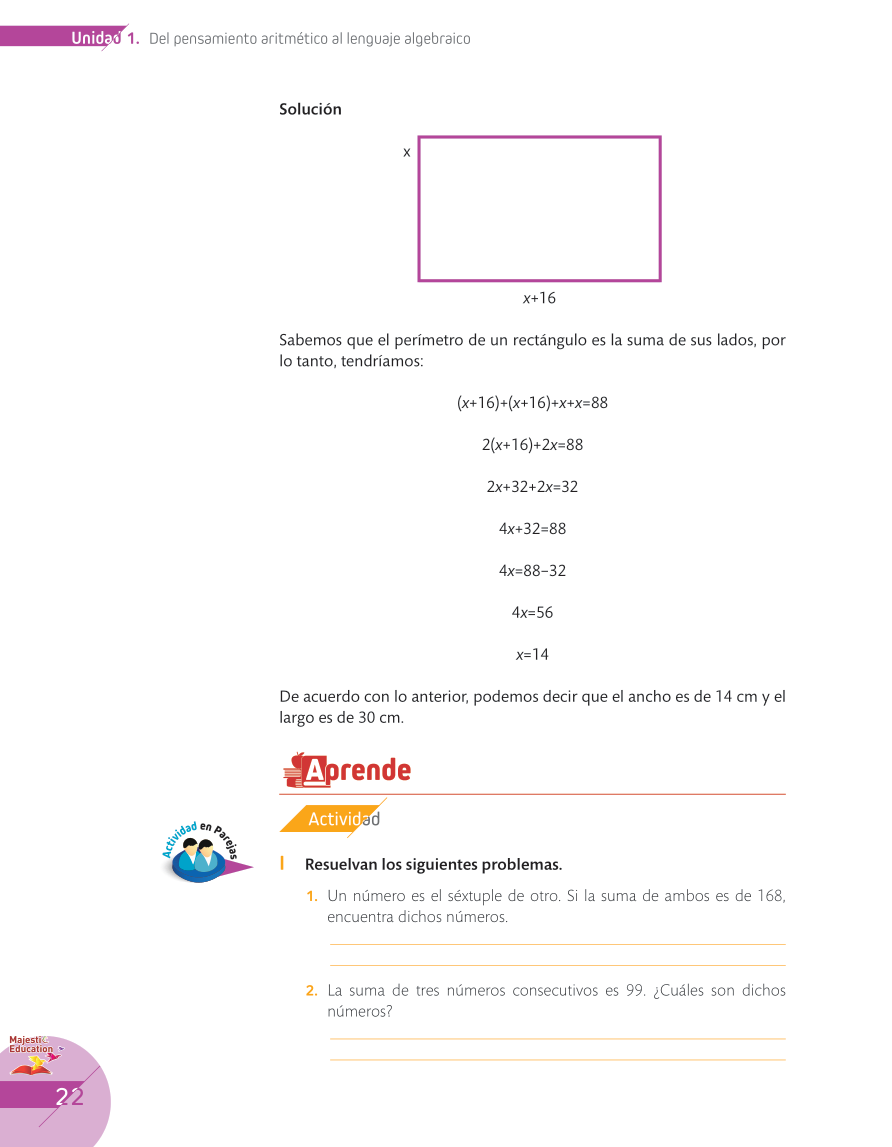 Unidad 1. Del pensamiento aritmético al lenguaje algebraico
Solución
x
x+16
Sabemos que el perímetro de un rectángulo es la suma de sus lados, por
lo tanto, tendríamos:
(x+16)+(x+16)+x+x=88
2(x+16)+2x=88
2x+32+2x=32
4x+32=88
4x=88–32
4x=56
x=14
De acuerdo con lo anterior, podemos decir que el ancho es de 14 cm y el
largo es de 30 cm.
Aprende
Actividad
Actividad en Parejas
I Resuelvan los siguientes problemas.
1. Un número es el séxtuple de otro. Si la suma de ambos es de 168,
encuentra dichos números.
2. La suma de tres números consecutivos es 99. ¿Cuáles son dichos
números?
Majestic
Education
22